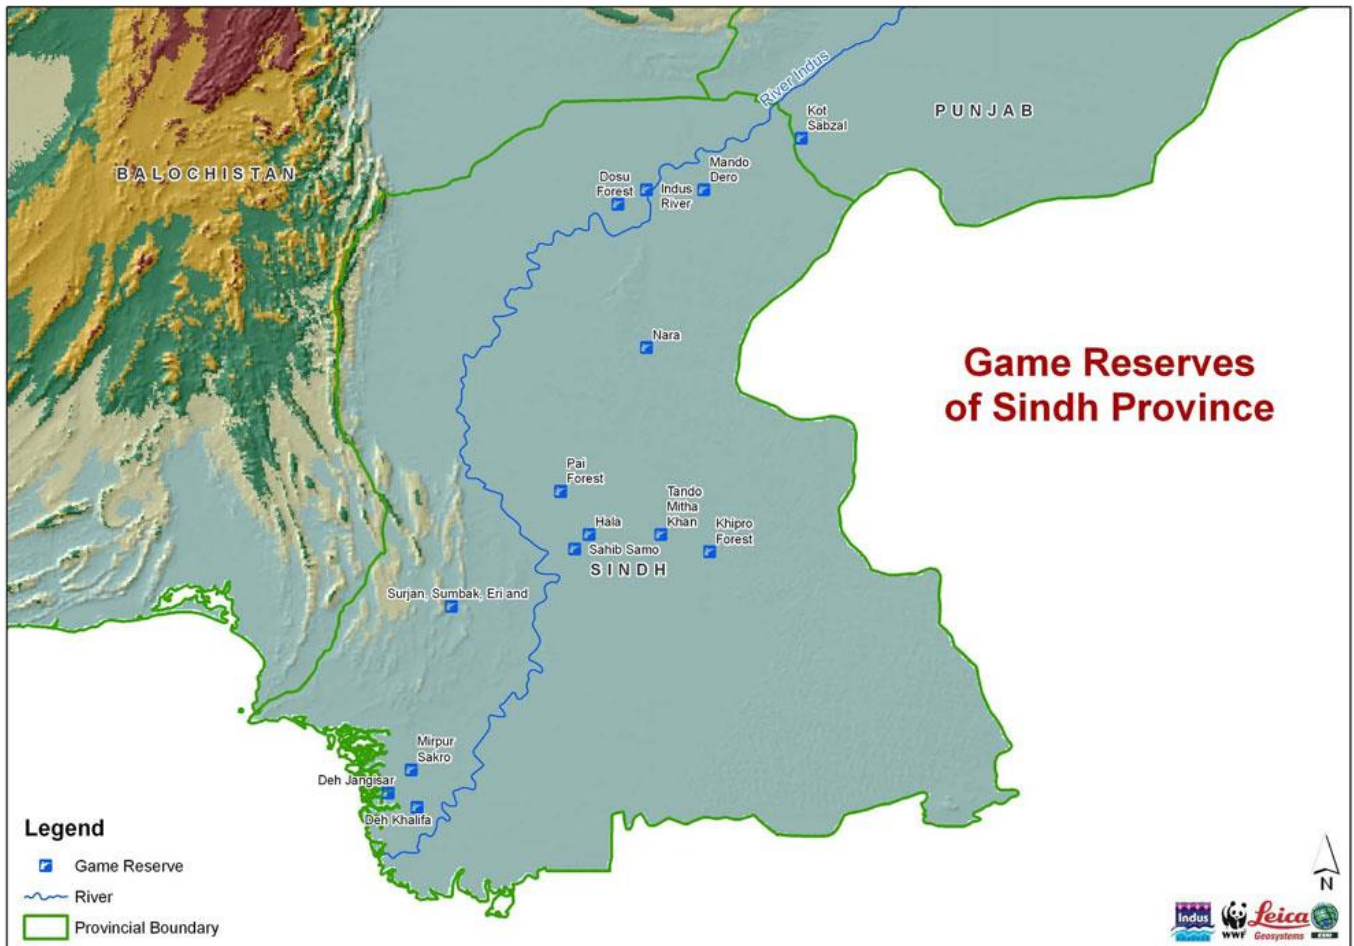 River Indus
PUNJAB
Kot
Sabzal
BALOCHISTAN
Mando
Dero
Dosu
Forest
Indus
River
Nara
Game Reserves
of Sindh Province
Pai
Forest
Tando
Mitha
Khan
Hala
Khipro
Forest
Sahib Samo
SINDH
Surjan, Sumbak, Eri and
Mirpur
Sakro
Deh Jangisar
Deh Khalifa
Legend
Game Reserve
River
Provincial Boundary
N
Indus
WWF
Leica
Geosystems